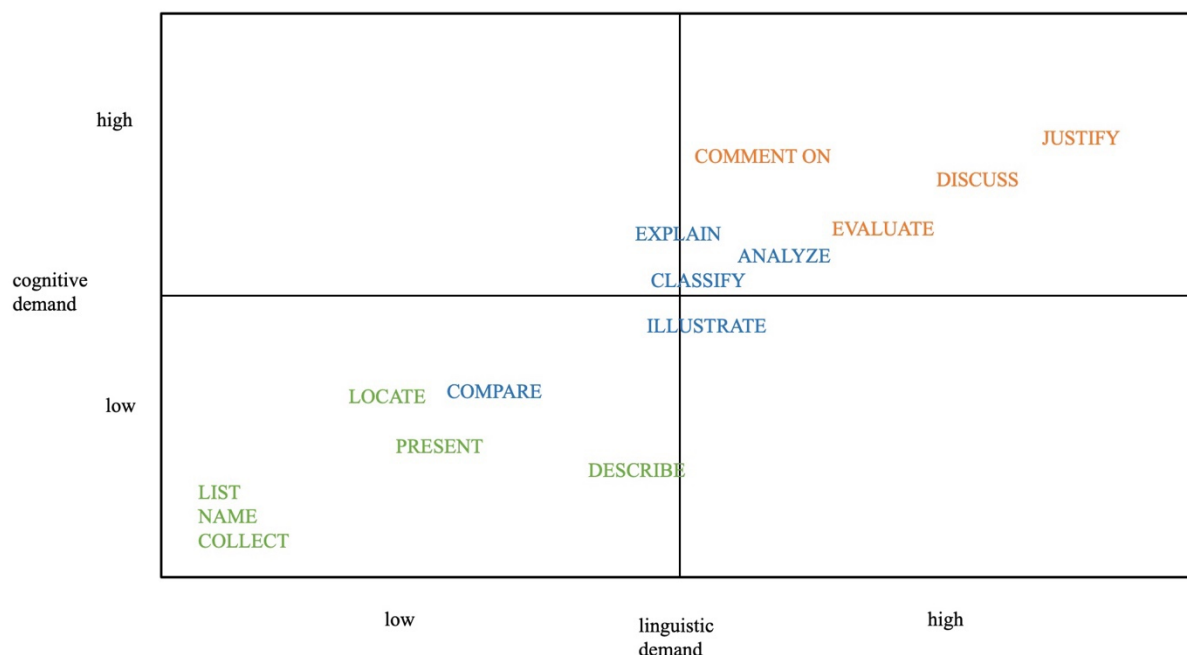 high
JUSTIFY
COMMENT ON
DISCUSS
EVALUATE
EXPLAIN
ANALYZE
CLASSIFY
cognitive
demand
ILLUSTRATE
LOCATE
COMPARE
low
PRESENT
DESCRIBE
LIST
NAME
COLLECT
low
linguistic
demand
high